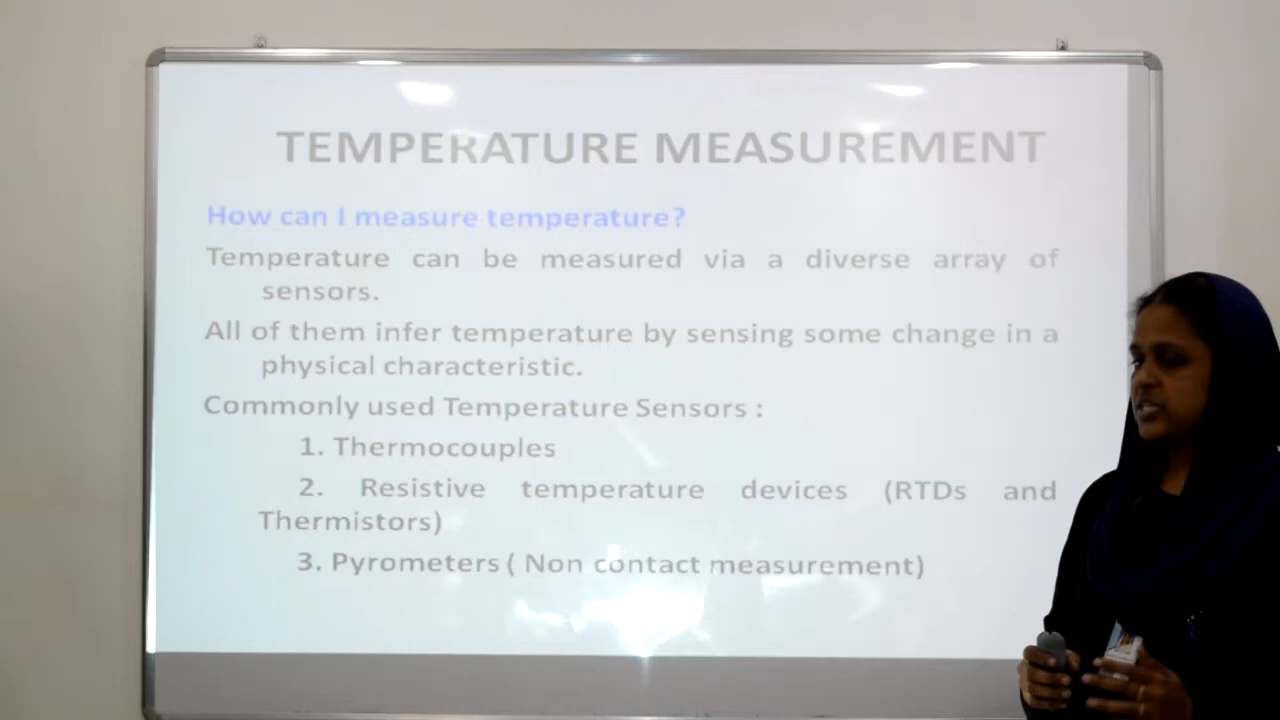 TEMPERATURE MEASUREMENT
How can I measure temperature?
Temperature can be measured via a diverse array of
sensors.
All of them infer temperature by sensing some change in a
physical characteristic.
Commonly used Temperature Sensors :
1. Thermocouples
2. Resistive temperature devices (RTDs and
Thermistors)
3. Pyrometers ( Non contact measurement)